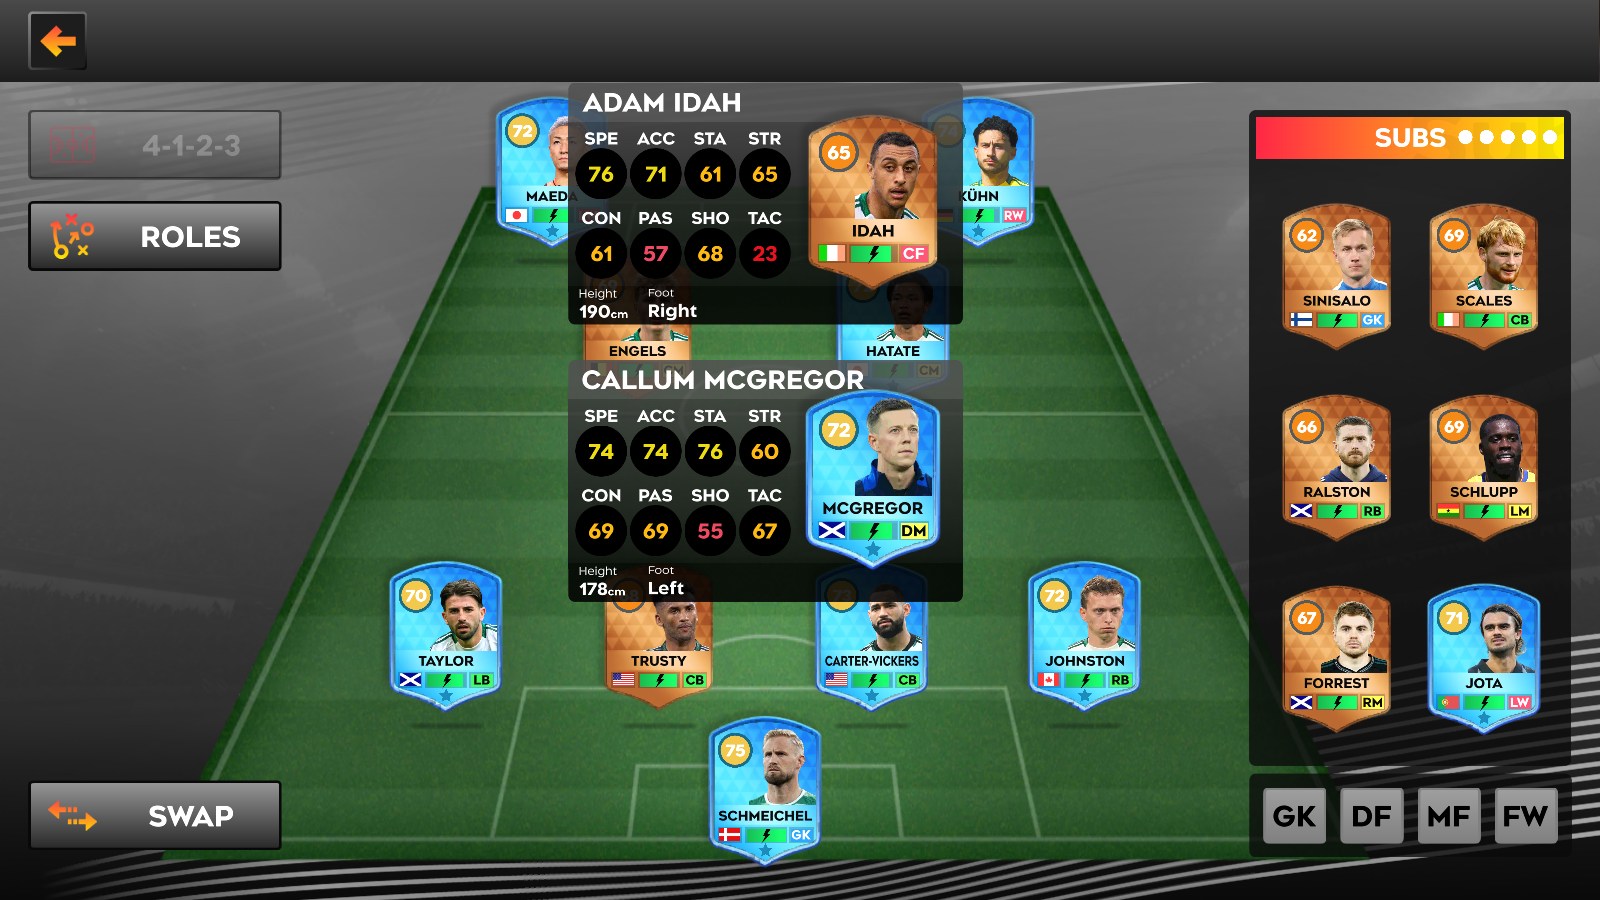 4-1-2-3
ROLES
SWAP
72
MAEDA
ADAM IDAH
SPE ACC STA STR
76 71 61 65
CON PAS SHO TAC
61 57 68 23
Height
190cm
Foot
Right
65
IDAH
CF
KÜHN
RW
ENGELS
CM
HATATE
CM
CALLUM MCGREGOR
SPE ACC STA STR
74 74 76 60
CON PAS SHO TAC
69 69 55 67
Height
178cm
Foot
Left
72
MCGREGOR
DM
70
TAYLOR
LB
TRUSTY
CB
73
CARTER-VICKERS
CB
72
JOHNSTON
RB
75
SCHMEICHEL
GK
SUBS
62
SINISALO
GK
69
SCALES
CB
66
RALSTON
RB
69
SCHLUPP
LM
67
FORREST
RM
71
JOTA
LW
GK DF MF FW